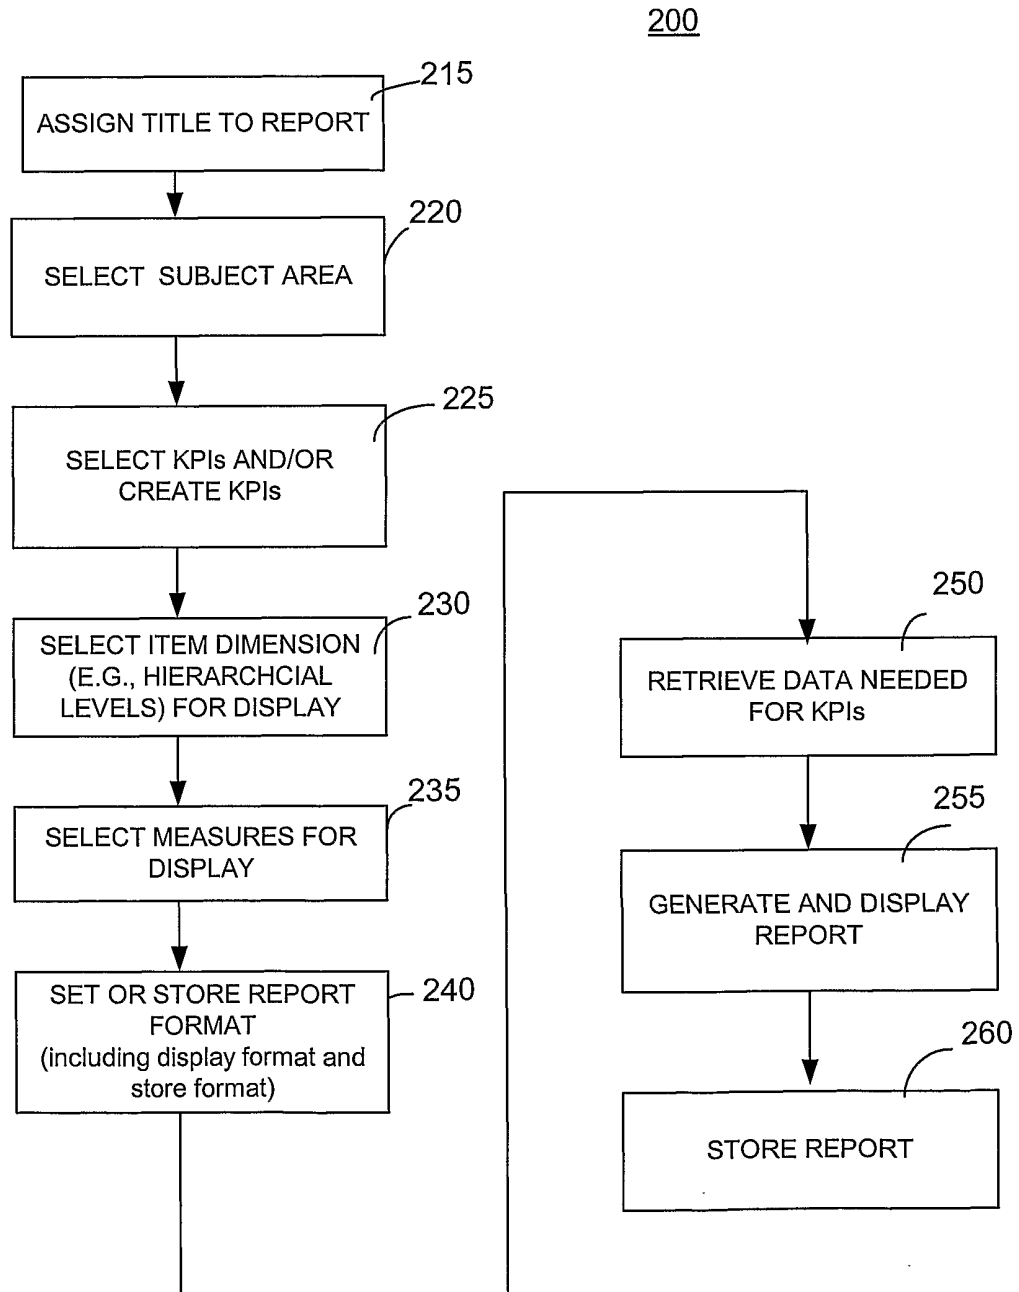 200
215
ASSIGN TITLE TO REPORT
220
SELECT SUBJECT AREA
225
SELECT KPIs AND/OR
CREATE KPIs
230
SELECT ITEM DIMENSION
(E.G., HIERARCHCIAL
LEVELS) FOR DISPLAY
235
SELECT MEASURES FOR
DISPLAY
240
SET OR STORE REPORT
FORMAT
(including display format and
store format)
250
RETRIEVE DATA NEEDED
FOR KPIs
255
GENERATE AND DISPLAY
REPORT
260
STORE REPORT